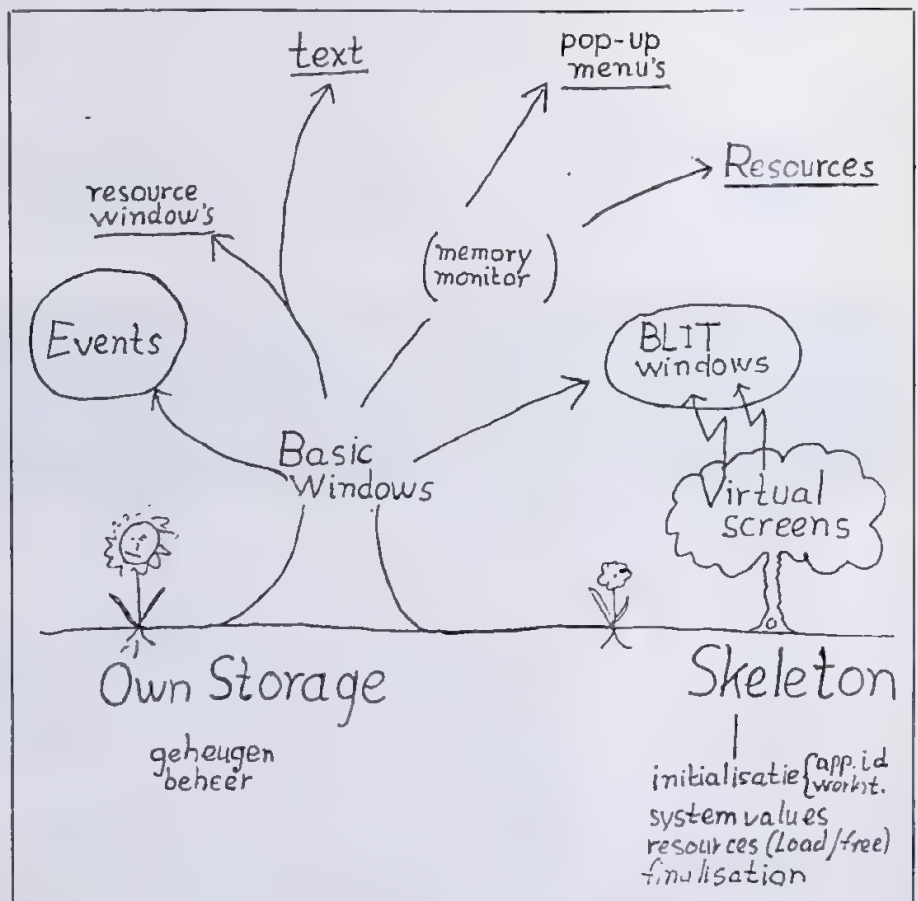 text
pop-up
menu's
Resources
resource
window's
(memory
monitor)
Events
BLIT
windows
Basic
Windows
Virtual
screens
Own Storage
geheugen
beheer
Skeleton
initialisatie { app. id
workst.
system values
resources (Load/free)
finalisation